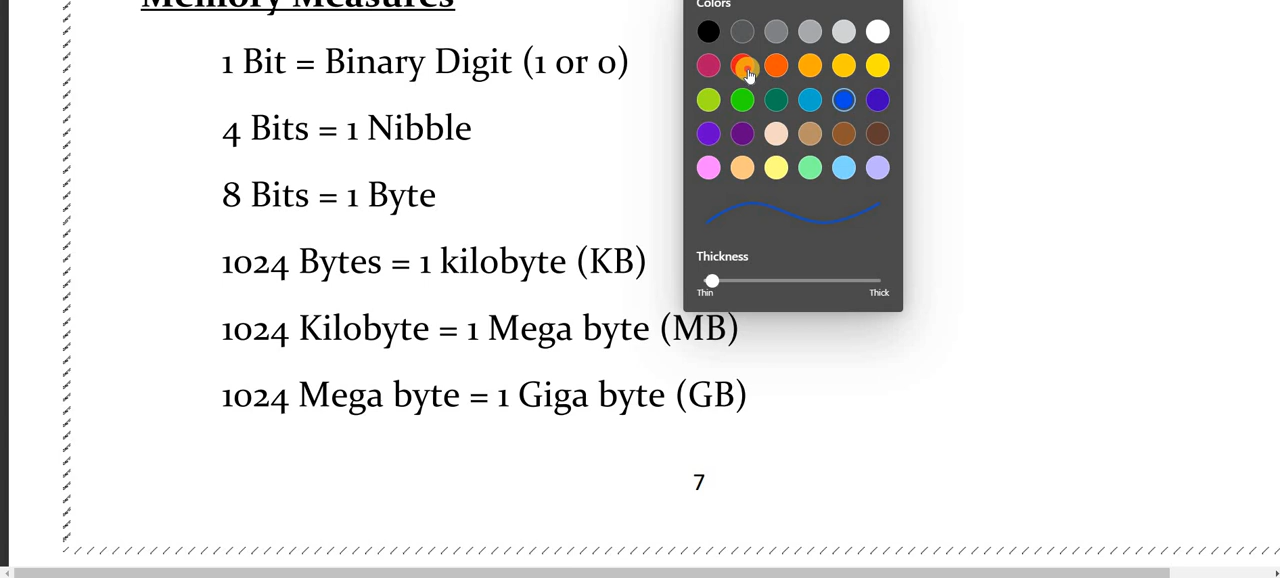 Memory Measures
Colors
1 Bit = Binary Digit (1 or 0)
4 Bits = 1 Nibble
8 Bits = 1 Byte
1024 Bytes = 1 kilobyte (KB)
Thickness
Thin
Thick
1024 Kilobyte = 1 Mega byte (MB)
1024 Mega byte = 1 Giga byte (GB)
7